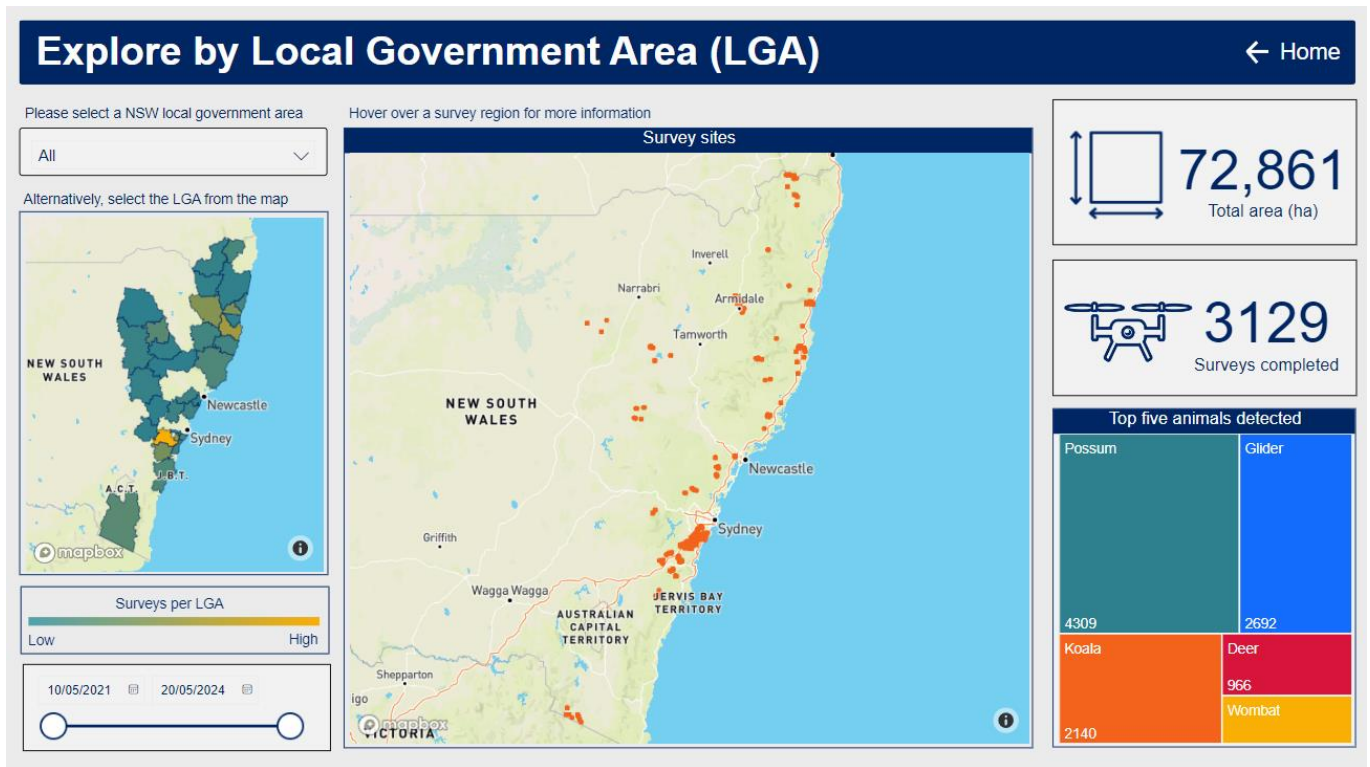 Explore by Local Government Area (LGA)
← Home
Please select a NSW local government area
All
Alternatively, select the LGA from the map
NEW SOUTH
WALES
Newcastle
Sydney
J.B.T.
A.C.T.
mapbox
Surveys per LGA
Low
High
10/05/2021
20/05/2024
Hover over a survey region for more information
Survey sites
Inverell
Narrabri
Armidale
Tamworth
NEW SOUTH
WALES
Newcastle
Sydney
Griffith
Wagga Wagga
JERVIS BAY
TERRITORY
AUSTRALIAN
CAPITAL
TERRITORY
Shepparton
igo
mapbox
VICTORIA
72,861
Total area (ha)
3129
Surveys completed
Top five animals detected
Possum
4309
Glider
2692
Koala
2140
Deer
966
Wombat